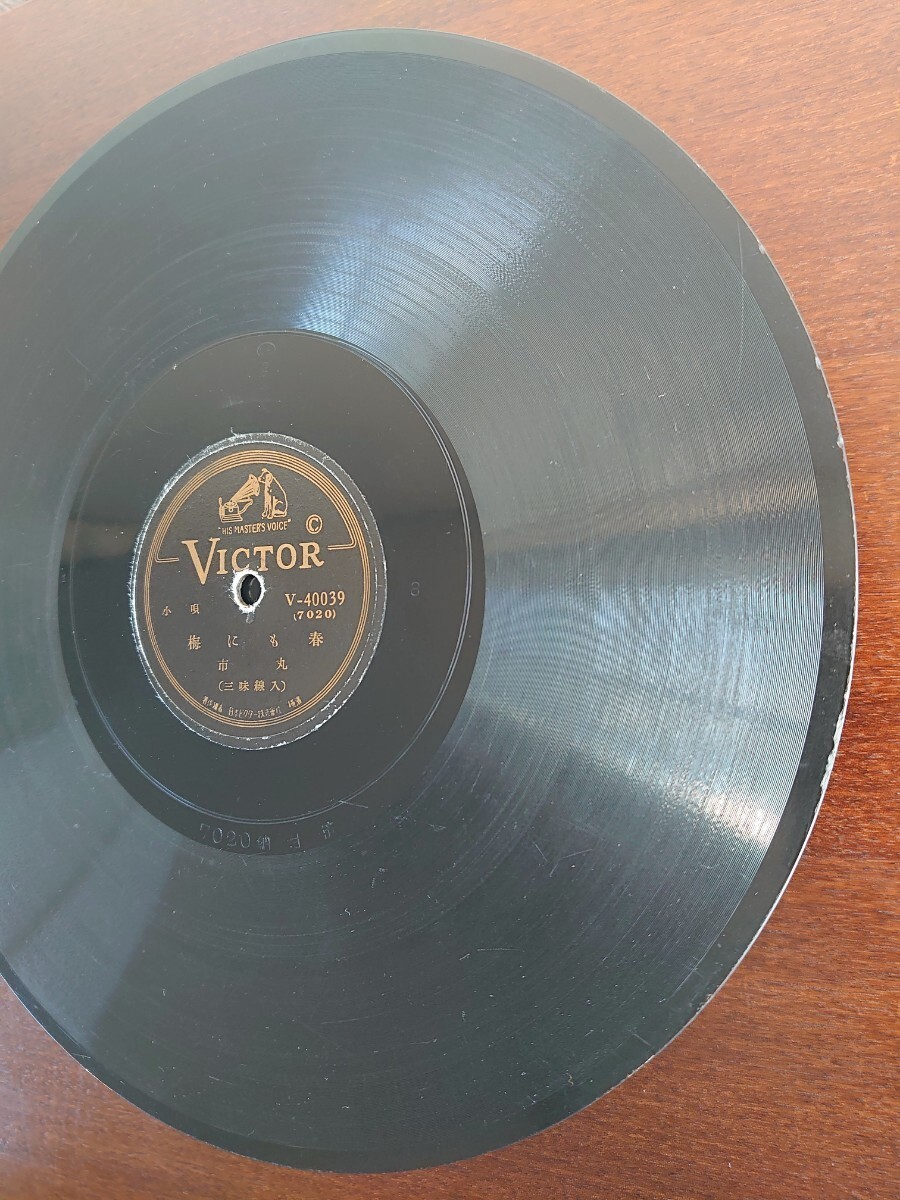 "HIS MASTER'S VOICE"
Ⓒ
VICTOR
V-40039
(7020)
小唄
梅にも春
市丸
(三味線入)
7020